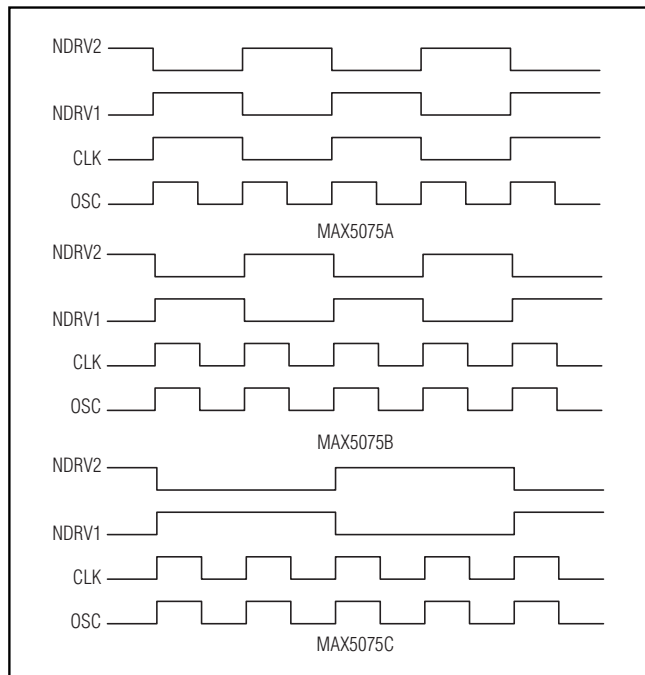 NDRV2
NDRV1
CLK
OSC
MAX5075A
NDRV2
NDRV1
CLK
OSC
MAX5075B
NDRV2
NDRV1
CLK
OSC
MAX5075C